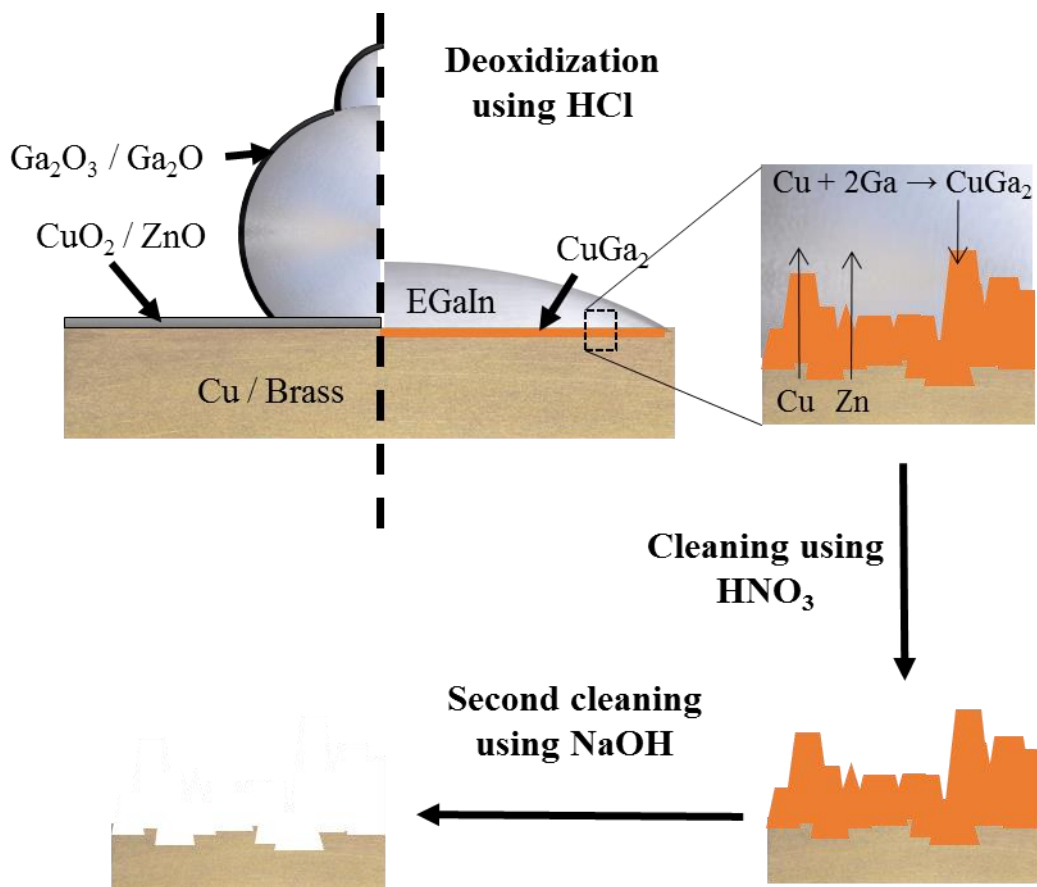 Deoxidization
using HCl
Ga₂O₃ / Ga₂O
CuO₂ / ZnO
CuGa₂
EGaIn
Cu / Brass
Cu + 2Ga → CuGa₂
Cu
Zn
Cleaning using
HNO₃
Second cleaning
using NaOH